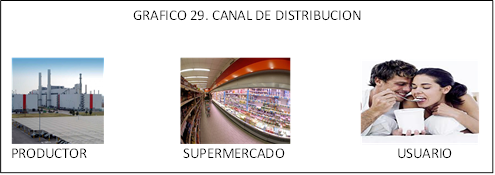 GRAFICO 29. CANAL DE DISTRIBUCION
PRODUCTOR SUPERMERCADO USUARIO